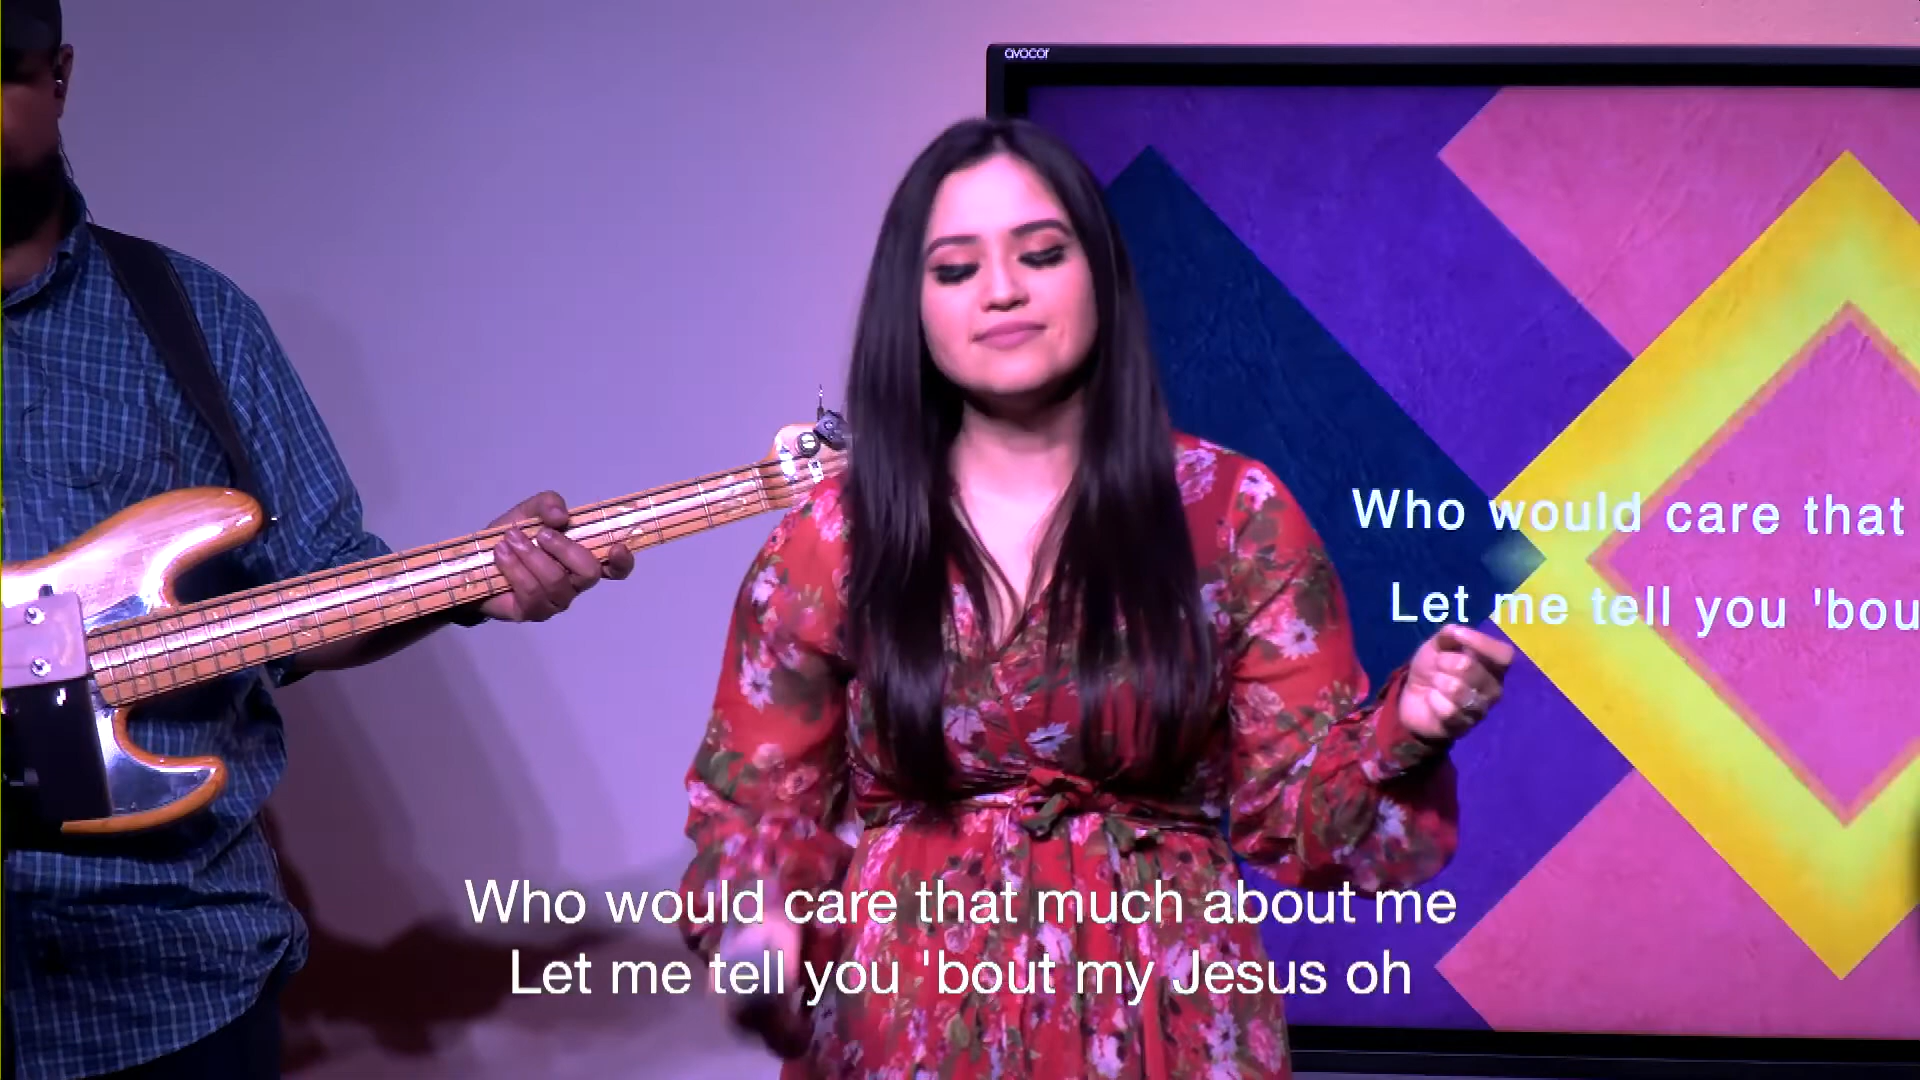 avocor
Who would care that
Let me tell you 'bou
Who would care that much about me
Let me tell you 'bout my Jesus oh